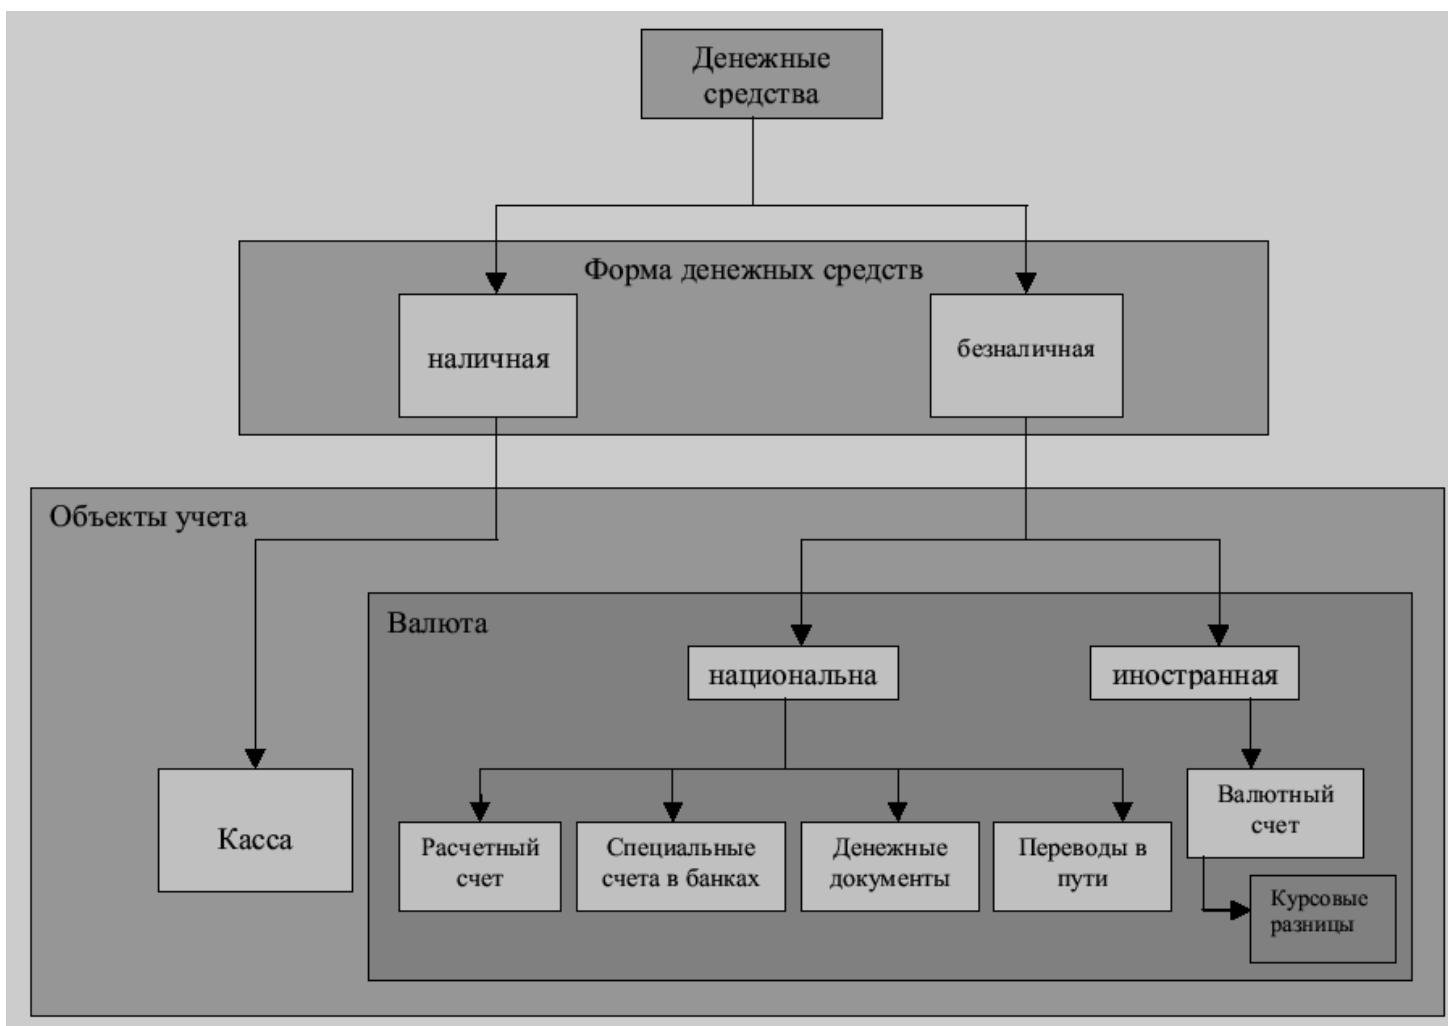 Денежные
средства
Форма денежных средств
наличная
безналичная
Объекты учета
Валюта
национальна
иностранная
Касса
Расчетный
счет
Специальные
счета в банках
Денежные
документы
Переводы в
пути
Валютный
счет
Курсовые
разницы